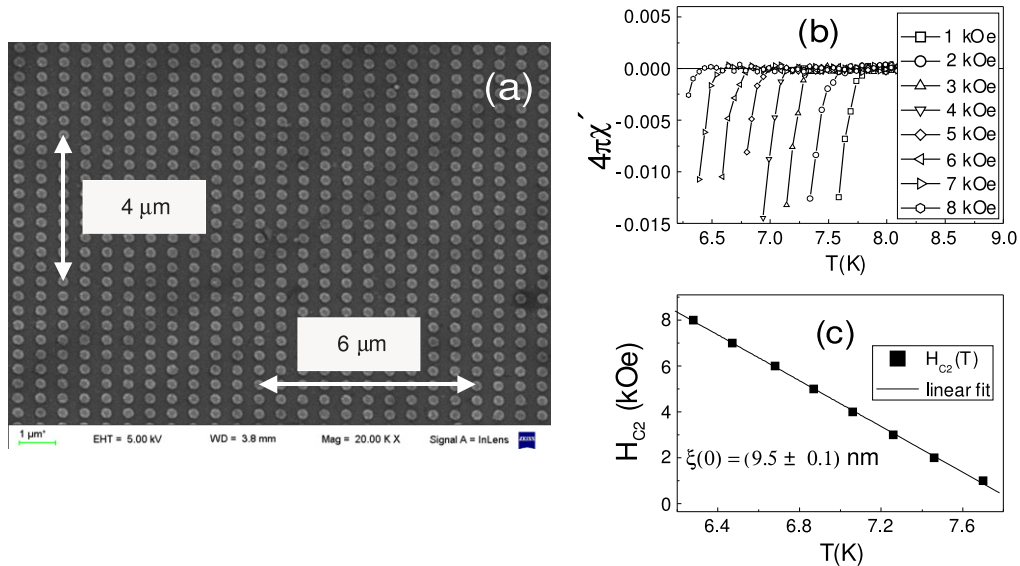 (a)
4 μm
6 μm
1 µm*
EHT = 5.00 kV
WD = 3.8 mm
Mag = 20.00 K X
Signal A = InLens
ZEISS
(b)
0.005
0.000
-0.005
-0.010
-0.015
4πχ′
6.5 7.0 7.5 8.0 8.5 9.0
T(K)
1 kOe
2 kOe
3 kOe
4 kOe
5 kOe
6 kOe
7 kOe
8 kOe
(c)
8
6
4
2
0
H_C2 (kOe)
H_C2(T)
linear fit
ξ(0) = (9.5 ± 0.1) nm
6.4 6.8 7.2 7.6
T(K)